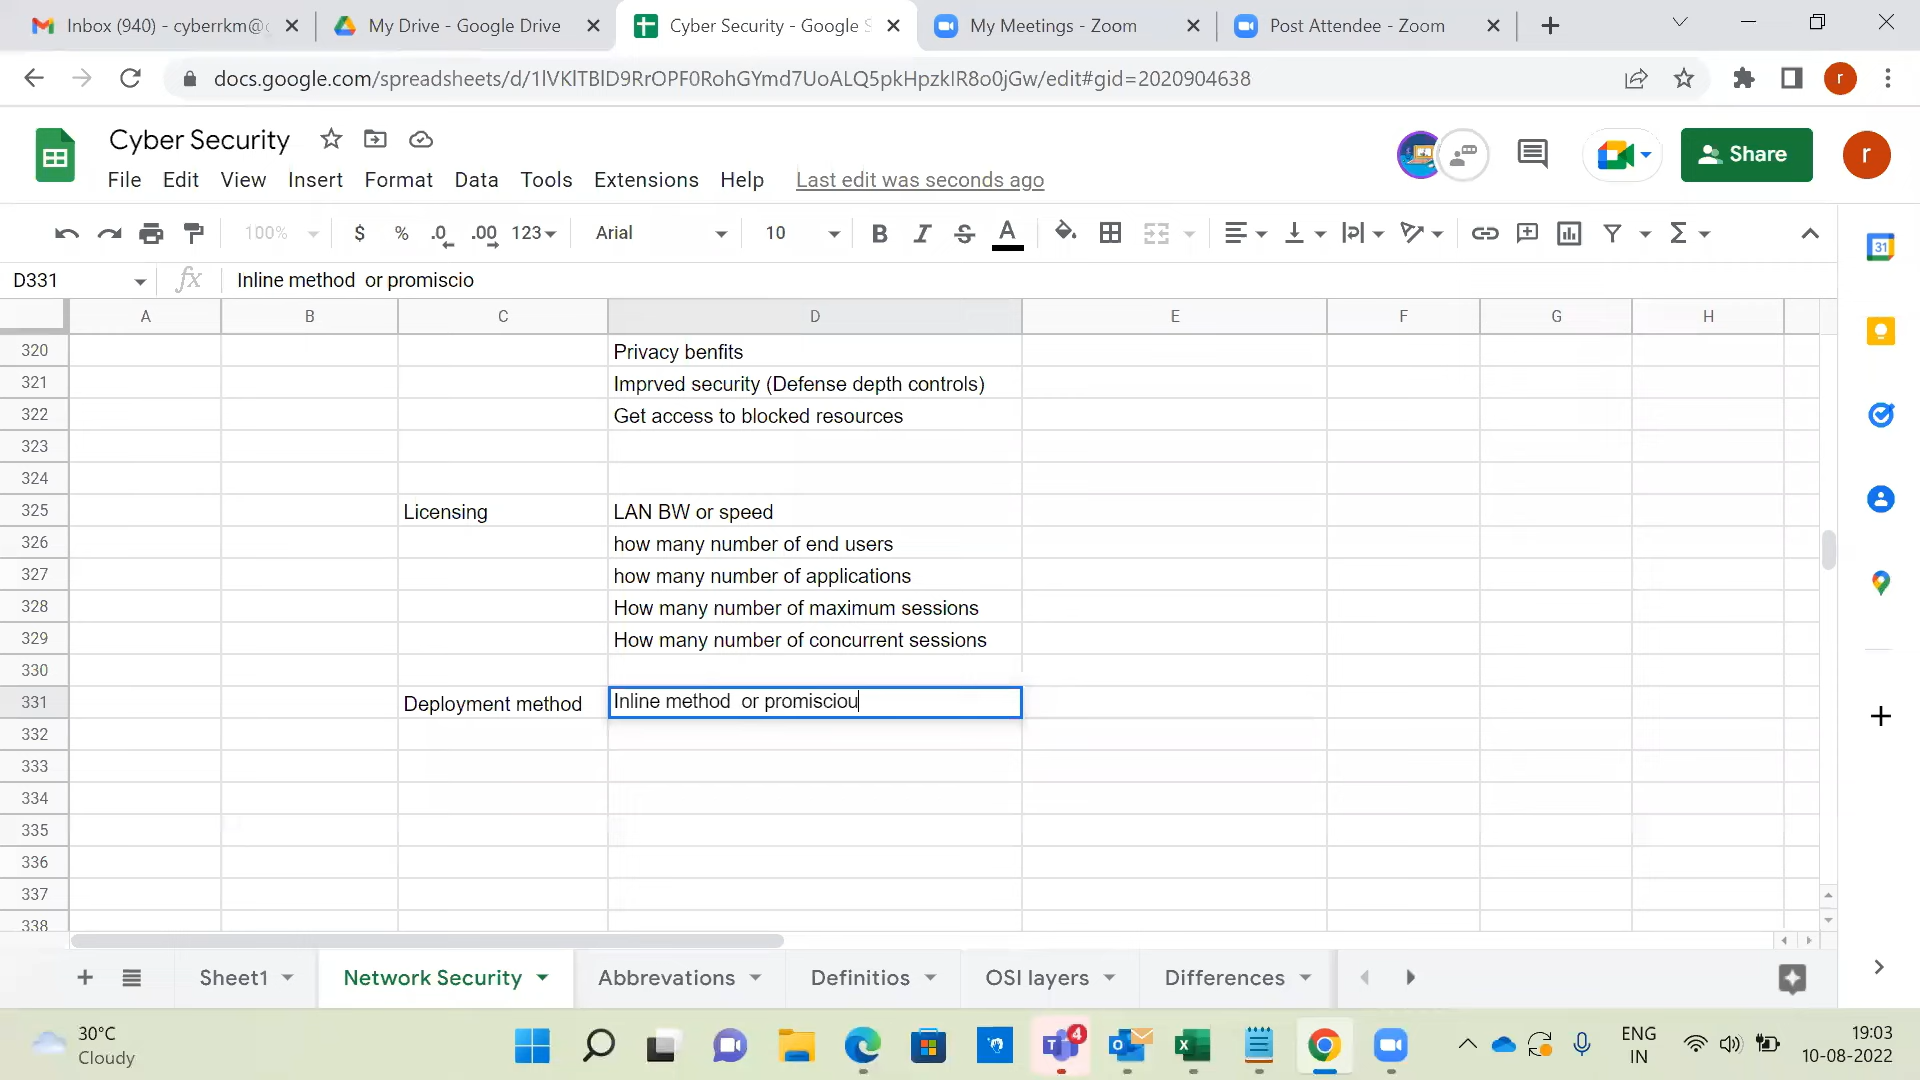 Inbox (940) - cyberrkm@
My Drive - Google Drive
Cyber Security - Google S
My Meetings - Zoom
Post Attendee - Zoom
docs.google.com/spreadsheets/d/1lVKlTBlD9RrOPF0RohGYmd7UoALQ5pkHpzkIR8o0jGw/edit#gid=2020904638
r
Cyber Security
File Edit View Insert Format Data Tools Extensions Help Last edit was seconds ago
Share
r
100% $ % .0 .00 123 Arial 10 B I S A
31
D331 fx Inline method  or promiscio
A B C D E F G H
320 Privacy benfits
321 Imprved security (Defense depth controls)
322 Get access to blocked resources
323
324
325 Licensing LAN BW or speed
326 how many number of end users
327 how many number of applications
328 How many number of maximum sessions
329 How many number of concurrent sessions
330
331 Deployment method Inline method  or promisciou
332
333
334
335
336
337
338
Sheet1 Network Security Abbrevations Definitios OSI layers Differences
30°C
Cloudy
4
ENG
IN
19:03
10-08-2022